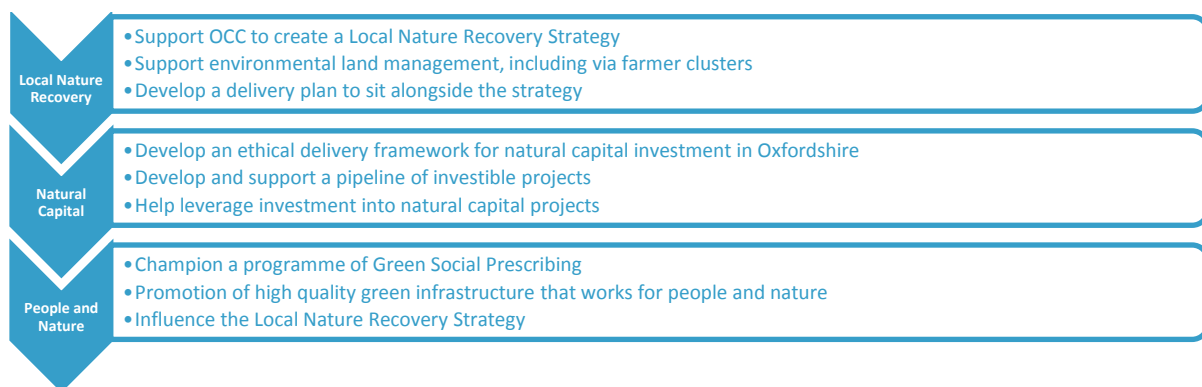 Local Nature
Recovery
•Support OCC to create a Local Nature Recovery Strategy
•Support environmental land management, including via farmer clusters
•Develop a delivery plan to sit alongside the strategy
Natural
Capital
•Develop an ethical delivery framework for natural capital investment in Oxfordshire
•Develop and support a pipeline of investible projects
•Help leverage investment into natural capital projects
People and
Nature
•Champion a programme of Green Social Prescribing
•Promotion of high quality green infrastructure that works for people and nature
•Influence the Local Nature Recovery Strategy